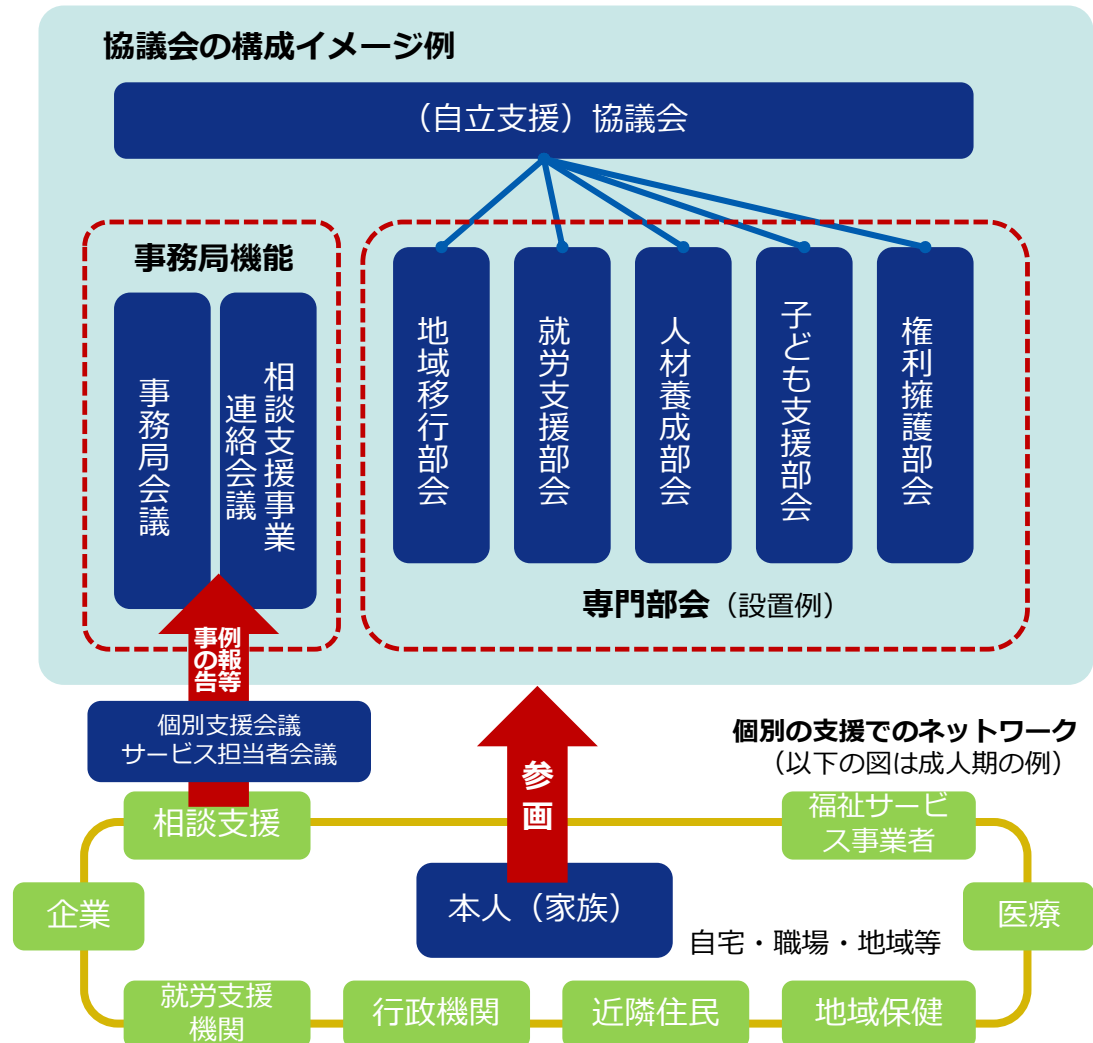 協議会の構成イメージ例
（自立支援）協議会
事務局機能
事務局会議
相談支援事業
連絡会議
地域移行部会
就労支援部会
人材養成部会
子ども支援部会
権利擁護部会
専門部会（設置例）
事例
の報
告等
個別支援会議
サービス担当者会議
参画
個別の支援でのネットワーク
（以下の図は成人期の例）
相談支援
福祉サービ
ス事業者
企業
本人（家族）
医療
自宅・職場・地域等
就労支援
機関
行政機関
近隣住民
地域保健